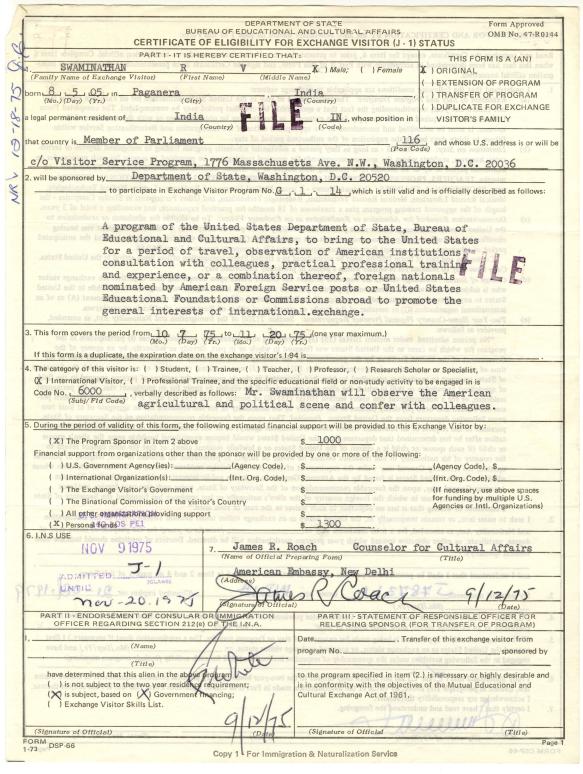 DEPARTMENT OF STATE
BUREAU OF EDUCATIONAL AND CULTURAL AFFAIRS
CERTIFICATE OF ELIGIBILITY FOR EXCHANGE VISITOR (J-1) STATUS
Form Approved
OMB No. 47-R0144
PART I - IT IS HEREBY CERTIFIED THAT:
SWAMINATHAN R V X ) Male; ( ) Female
(Family Name of Exchange Visitor) (First Name) (Middle Name)
born 8 5 05 in Paganera India
(Mo.) (Day) (Yr.) (City) (Country)
a legal permanent resident of India IN, whose position in
(Country) (Code)
FILE
THIS FORM IS A (AN)
X ) ORIGINAL
( ) EXTENSION OF PROGRAM
( ) TRANSFER OF PROGRAM
( ) DUPLICATE FOR EXCHANGE
VISITOR'S FAMILY
that country is Member of Parliament 116 and whose U.S. address is or will be
(Pos Code)
c/o Visitor Service Program, 1776 Massachusetts Ave. N.W., Washington, D.C. 20036
2. will be sponsored by Department of State, Washington, D.C. 20520
to participate in Exchange Visitor Program No. G 1 14, which is still valid and is officially described as follows:
A program of the United States Department of State, Bureau of
Educational and Cultural Affairs, to bring to the United States
for a period of travel, observation of American institutions
consultation with colleagues, practical professional training
and experience, or a combination thereof, foreign nationals
nominated by American Foreign Service posts or United States
Educational Foundations or Commissions abroad to promote the
general interests of international.exchange.
FILE
3. This form covers the period from 10 7 75 to 11 20 75 (one year maximum.)
(Mo.) (Day) (Yr.) (Mo.) (Day) (Yr.)
If this form is a duplicate, the expiration date on the exchange visitor's I-94 is
4. The category of this visitor is: ( ) Student, ( ) Trainee, ( ) Teacher, ( ) Professor, ( ) Research Scholar or Specialist,
(X) International Visitor, ( ) Professional Trainee, and the specific educational field or non-study activity to be engaged in is
Code No. 6000, verbally described as follows: Mr. Swaminathan will observe the American
(Subj/Fld Code) agricultural and political scene and confer with colleagues.
5. During the period of validity of this form, the following estimated financial support will be provided to this Exchange Visitor by:
(X) The Program Sponsor in item 2 above $ 1000
Financial support from organizations other than the sponsor will be provided by one or more of the following:
( ) U.S. Government Agency(ies): (Agency Code), $ ; (Agency Code), $
( ) International Organization(s): (Int. Org. Code), $ ; (Int. Org. Code), $
( ) The Exchange Visitor's Government $
( ) The Binational Commission of the visitor's Country $
( ) All other organizations providing support $
(X) Personal funds $ 1300
(If necessary, use above spaces
for funding by multiple U.S.
Agencies or Intl. Organizations)
6. I.N.S USE
NOV 9 1975
ADMITTED J-1
UNTIL
nov-20.1975
7. James R. Roach Counselor for Cultural Affairs
(Name of Official Preparing Form) (Title)
American Embassy, New Delhi
(Address)
James R Roach 9/12/75
(Signature of Official) (Date)
PART II - ENDORSEMENT OF CONSULAR OR IMMIGRATION
OFFICER REGARDING SECTION 212(e) OF THE I.N.A.
I,
(Name)
(Title)
have determined that this alien in the above program
( ) is not subject to the two year residence requirement;
(X) is subject, based on (X) Government financing;
( ) Exchange Visitor Skills List.
9/12/75
(Signature of Official) (Date)
PART III - STATEMENT OF RESPONSIBLE OFFICER FOR
RELEASING SPONSOR (FOR TRANSFER OF PROGRAM)
Date , Transfer of this exchange visitor from
program No. sponsored by
to the program specified in item (2.) is necessary or highly desirable and
is in conformity with the objectives of the Mutual Educational and
Cultural Exchange Act of 1961.
(Signature of Official) (Title)
FORM DSP-66
1-73
Copy 1 - For Immigration & Naturalization Service
Page 1